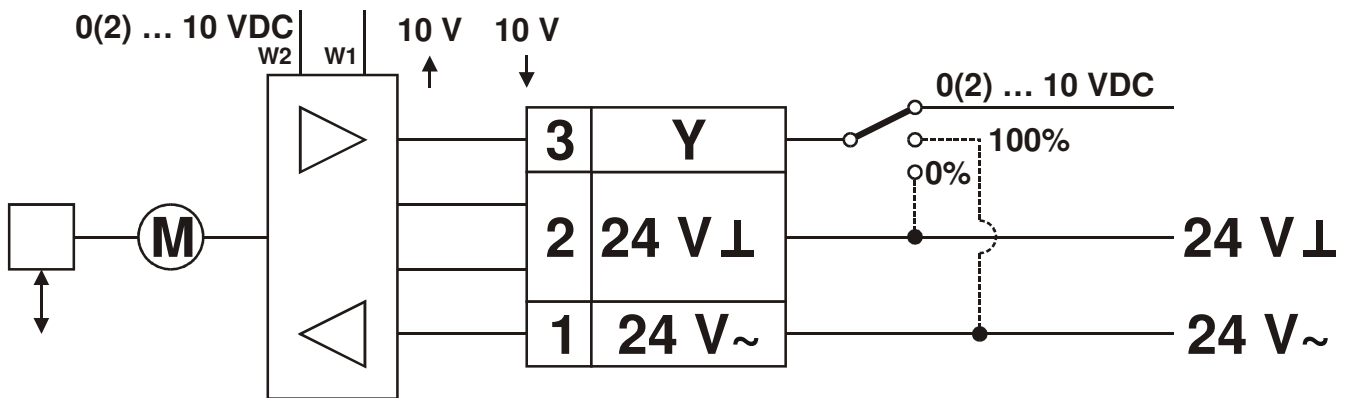 0(2) … 10 VDC
W2 W1
10 V 10 V
0(2) … 10 VDC
3 Y
100%
0%
M
2 24 V⊥
24 V⊥
1 24 V~
24 V~